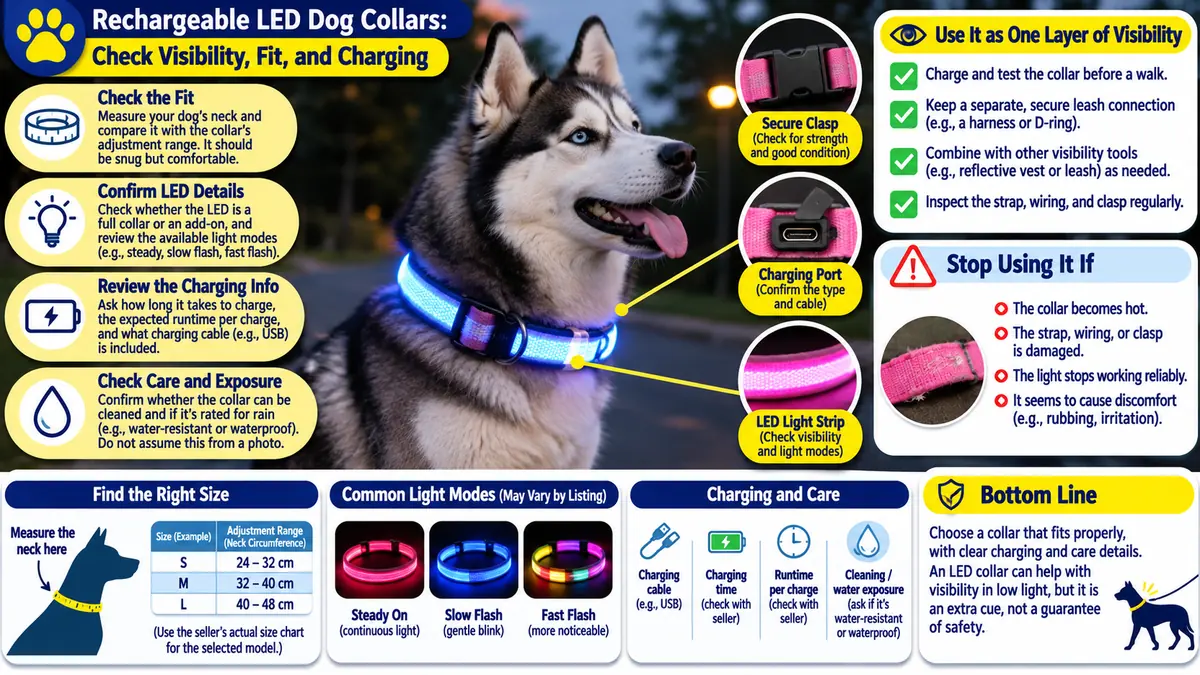 Rechargeable LED Dog Collars:
Check Visibility, Fit, and Charging
Check the Fit
Measure your dog's neck and
compare it with the collar's
adjustment range. It should
be snug but comfortable.
Confirm LED Details
Check whether the LED is a
full collar or an add-on, and
review the available light modes
(e.g., steady, slow flash, fast flash).
Review the Charging Info
Ask how long it takes to charge,
the expected runtime per charge,
and what charging cable (e.g., USB)
is included.
Check Care and Exposure
Confirm whether the collar can be
cleaned and if it's rated for rain
(e.g., water-resistant or waterproof).
Do not assume this from a photo.
Secure Clasp
(Check for strength
and good condition)
Charging Port
(Confirm the type
and cable)
LED Light Strip
(Check visibility
and light modes)
Use It as One Layer of Visibility
Charge and test the collar before a walk.
Keep a separate, secure leash connection
(e.g., a harness or D-ring).
Combine with other visibility tools
(e.g., reflective vest or leash) as needed.
Inspect the strap, wiring, and clasp regularly.
Stop Using It If
The collar becomes hot.
The strap, wiring, or clasp
is damaged.
The light stops working reliably.
It seems to cause discomfort
(e.g., rubbing, irritation).
Find the Right Size
Measure the
neck here
Size (Example) Adjustment Range
(Neck Circumference)
S 24 – 32 cm
M 32 – 40 cm
L 40 – 48 cm
(Use the seller's actual size chart
for the selected model.)
Common Light Modes (May Vary by Listing)
Steady On
(continuous light)
Slow Flash
(gentle blink)
Fast Flash
(more noticeable)
Charging and Care
Charging
cable
(e.g., USB)
Charging
time
(check with
seller)
Runtime
per charge
(check with
seller)
Cleaning /
water exposure
(ask if it's
water-resistant
or waterproof)
Bottom Line
Choose a collar that fits properly,
with clear charging and care details.
An LED collar can help with
visibility in low light, but it is
an extra cue, not a guarantee
of safety.